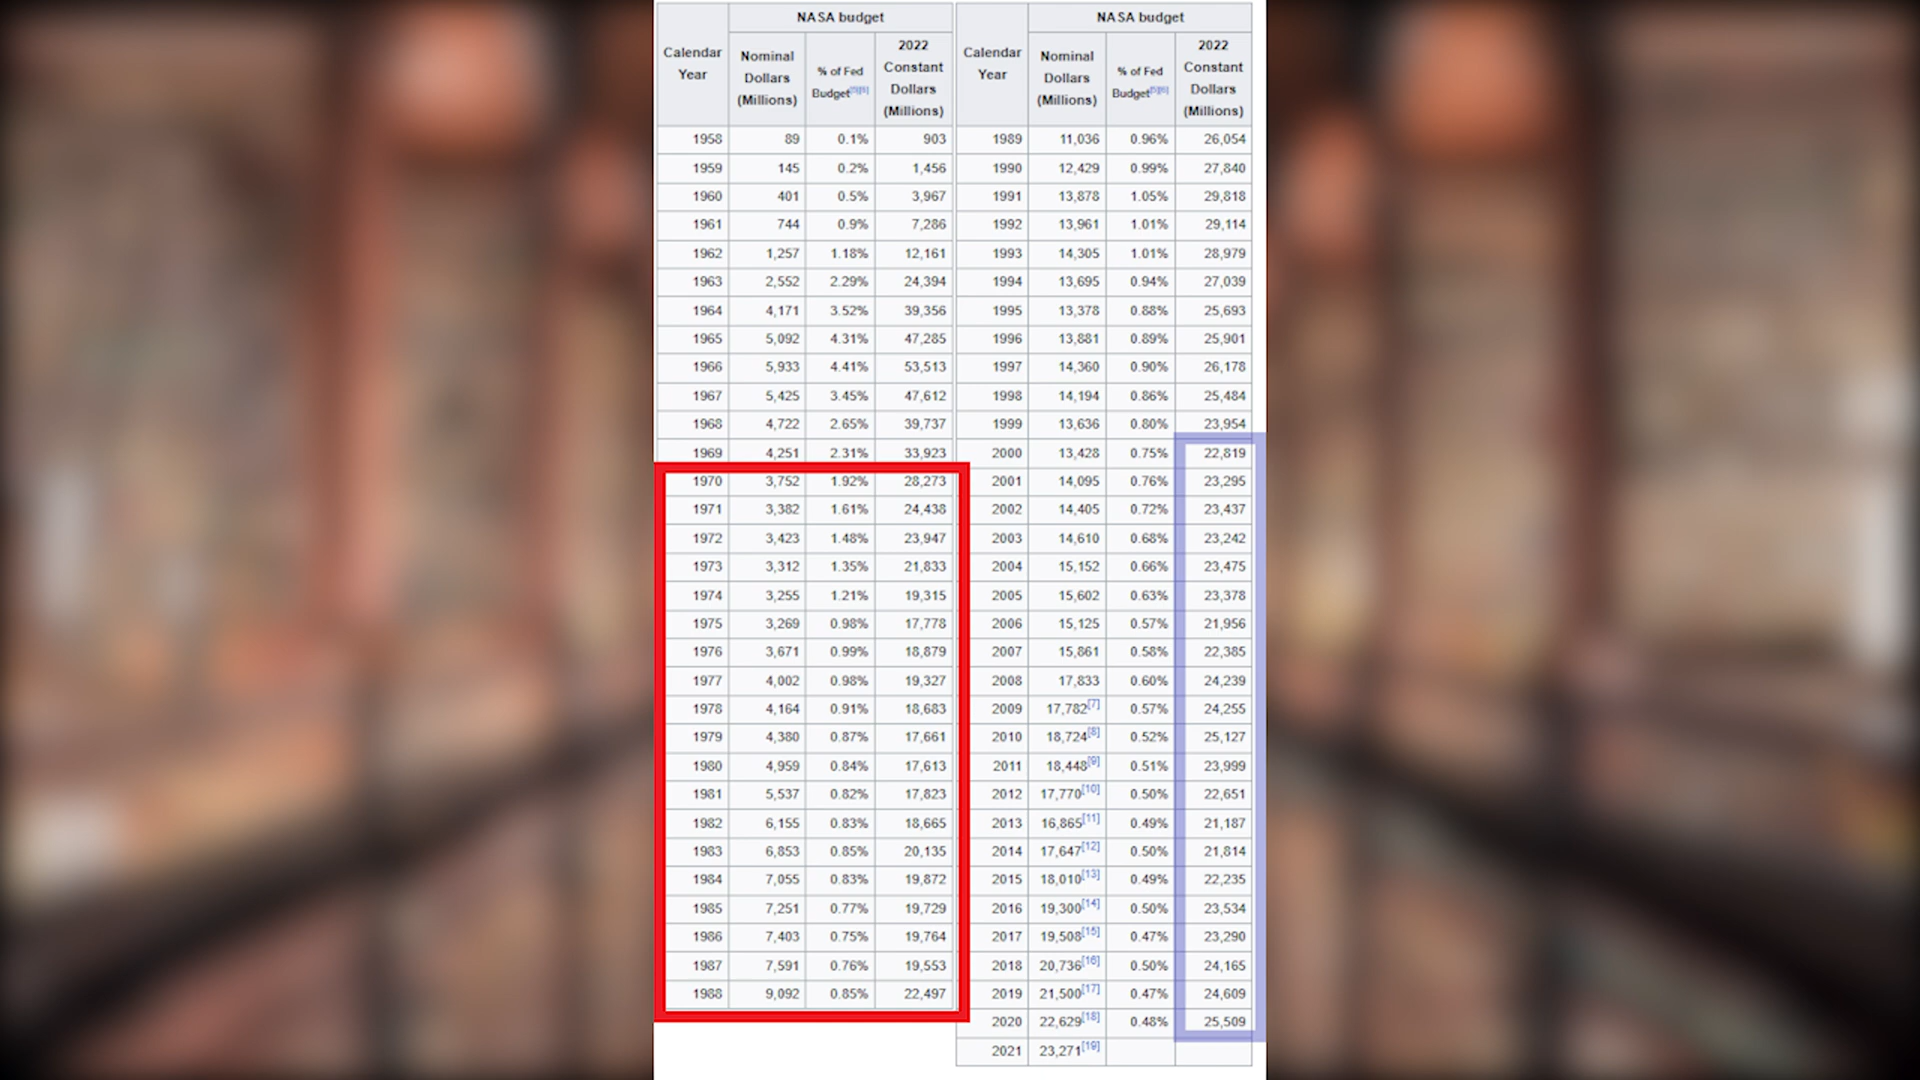 NASA budget
Calendar Year
Nominal Dollars (Millions)
% of Fed Budget[5][6]
2022 Constant Dollars (Millions)
1958 89 0.1% 903
1959 145 0.2% 1,456
1960 401 0.5% 3,967
1961 744 0.9% 7,286
1962 1,257 1.18% 12,161
1963 2,552 2.29% 24,394
1964 4,171 3.52% 39,356
1965 5,092 4.31% 47,285
1966 5,933 4.41% 53,513
1967 5,425 3.45% 47,612
1968 4,722 2.65% 39,737
1969 4,251 2.31% 33,923
1970 3,752 1.92% 28,273
1971 3,382 1.61% 24,438
1972 3,423 1.48% 23,947
1973 3,312 1.35% 21,833
1974 3,255 1.21% 19,315
1975 3,269 0.98% 17,778
1976 3,671 0.99% 18,879
1977 4,002 0.98% 19,327
1978 4,164 0.91% 18,683
1979 4,380 0.87% 17,661
1980 4,959 0.84% 17,613
1981 5,537 0.82% 17,823
1982 6,155 0.83% 18,665
1983 6,853 0.85% 20,135
1984 7,055 0.83% 19,872
1985 7,251 0.77% 19,729
1986 7,403 0.75% 19,764
1987 7,591 0.76% 19,553
1988 9,092 0.85% 22,497
NASA budget
Calendar Year
Nominal Dollars (Millions)
% of Fed Budget[5][6]
2022 Constant Dollars (Millions)
1989 11,036 0.96% 26,054
1990 12,429 0.99% 27,840
1991 13,878 1.05% 29,818
1992 13,961 1.01% 29,114
1993 14,305 1.01% 28,979
1994 13,695 0.94% 27,039
1995 13,378 0.88% 25,693
1996 13,881 0.89% 25,901
1997 14,360 0.90% 26,178
1998 14,194 0.86% 25,484
1999 13,636 0.80% 23,954
2000 13,428 0.75% 22,819
2001 14,095 0.76% 23,295
2002 14,405 0.72% 23,437
2003 14,610 0.68% 23,242
2004 15,152 0.66% 23,475
2005 15,602 0.63% 23,378
2006 15,125 0.57% 21,956
2007 15,861 0.58% 22,385
2008 17,833 0.60% 24,239
2009 17,782[7] 0.57% 24,255
2010 18,724[8] 0.52% 25,127
2011 18,448[9] 0.51% 23,999
2012 17,770[10] 0.50% 22,651
2013 16,865[11] 0.49% 21,187
2014 17,647[12] 0.50% 21,814
2015 18,010[13] 0.49% 22,235
2016 19,300[14] 0.50% 23,534
2017 19,508[15] 0.47% 23,290
2018 20,736[16] 0.50% 24,165
2019 21,500[17] 0.47% 24,609
2020 22,629[18] 0.48% 25,509
2021 23,271[19]